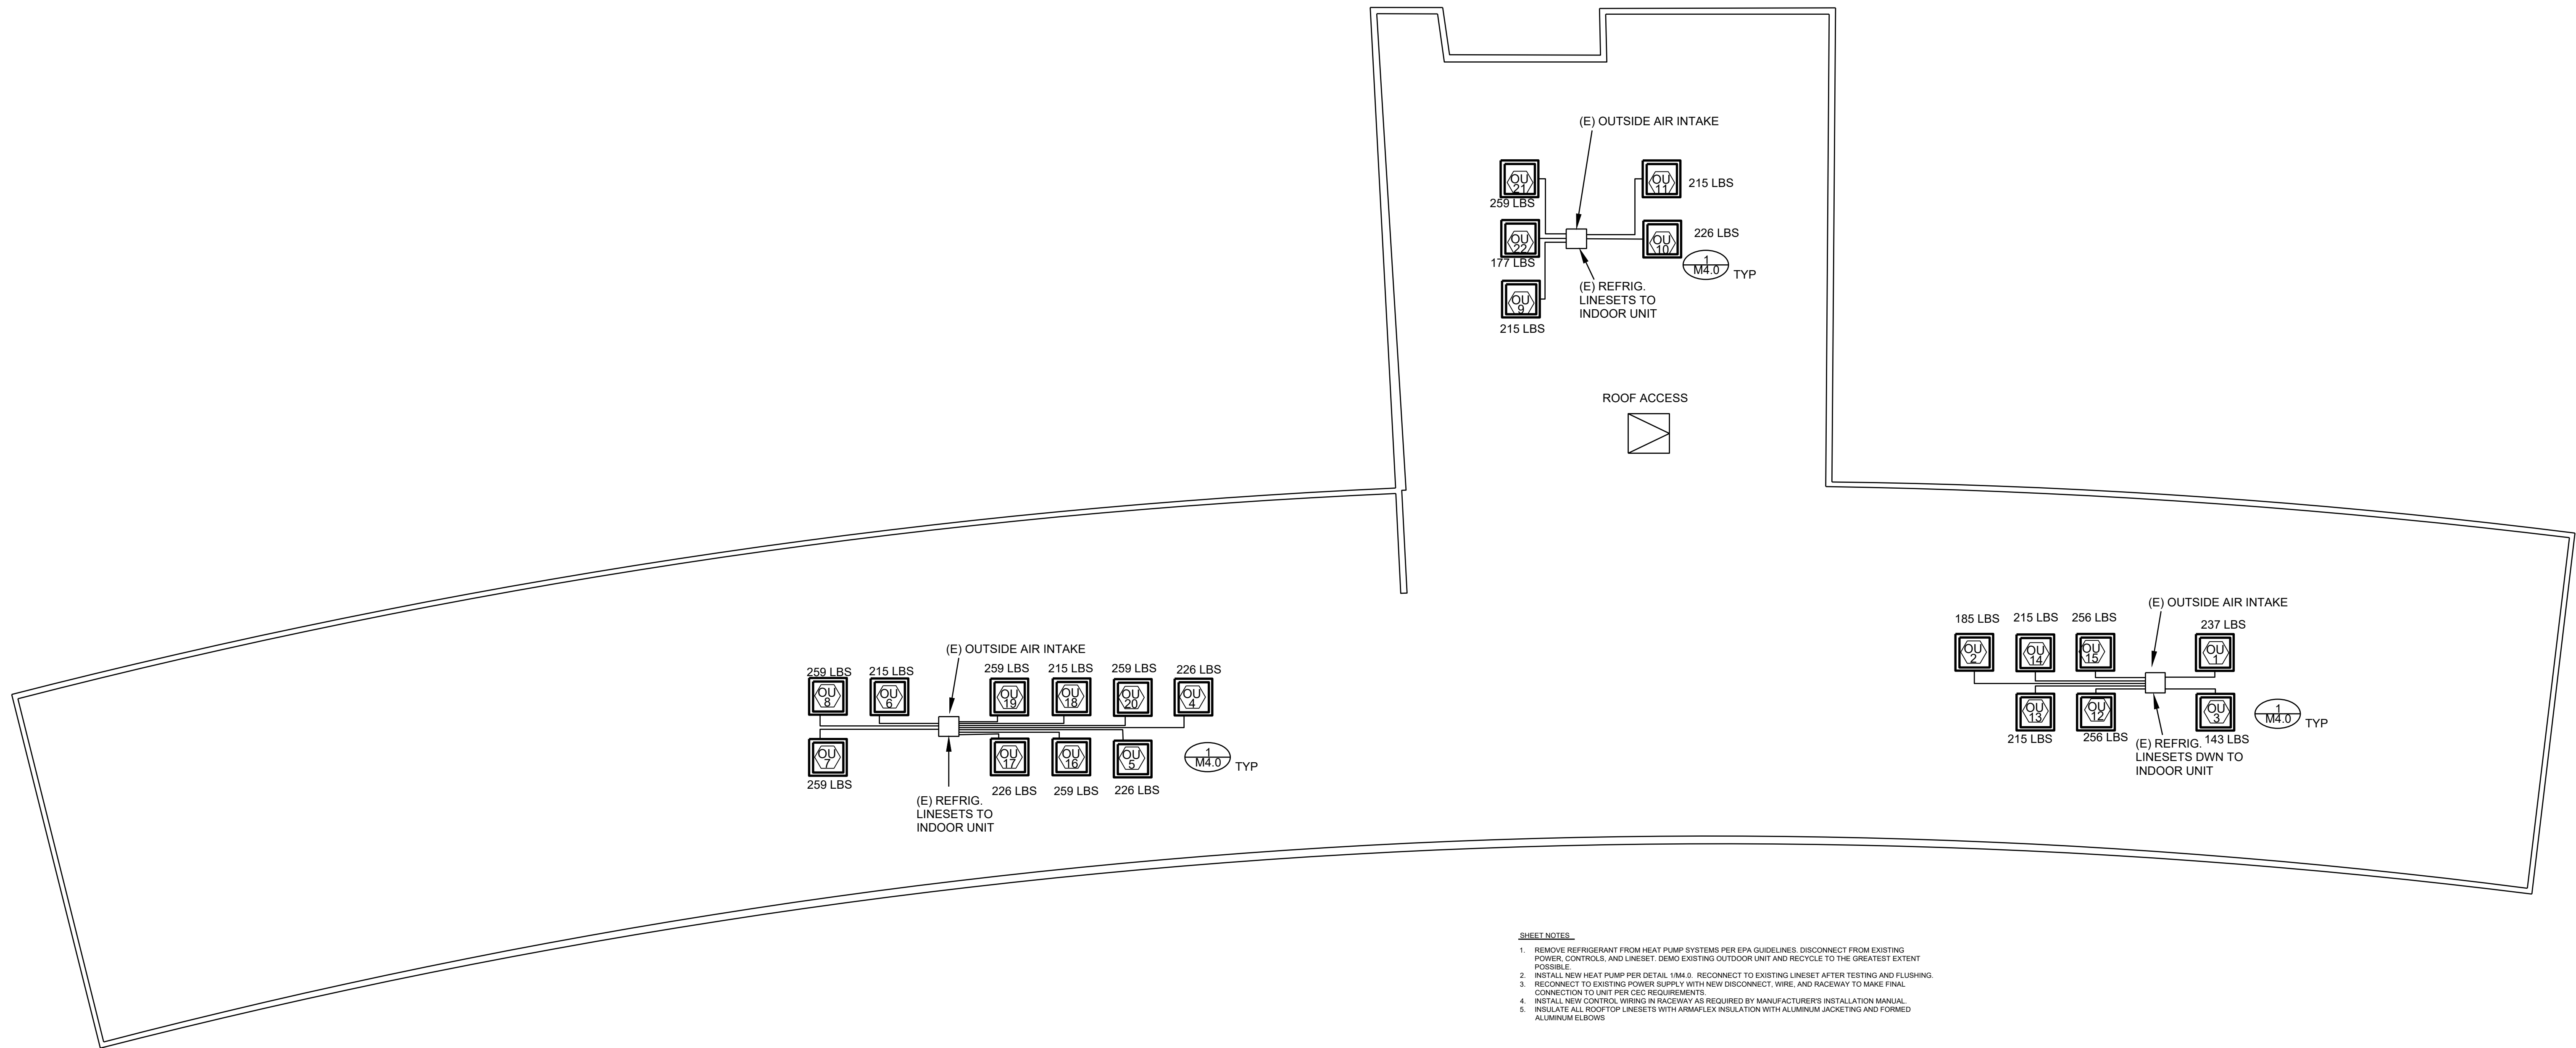 (E) OUTSIDE AIR INTAKE
OU
21
259 LBS
OU
11
215 LBS
OU
22
177 LBS
OU
10
226 LBS
1
M4.0
TYP
(E) REFRIG.
LINESETS TO
INDOOR UNIT
OU
9
215 LBS
ROOF ACCESS
(E) OUTSIDE AIR INTAKE
259 LBS
OU
8
215 LBS
OU
6
259 LBS
OU
19
215 LBS
OU
18
259 LBS
OU
20
226 LBS
OU
4
OU
7
259 LBS
OU
17
226 LBS
OU
16
259 LBS
OU
5
226 LBS
1
M4.0
TYP
(E) REFRIG.
LINESETS TO
INDOOR UNIT
(E) OUTSIDE AIR INTAKE
185 LBS
OU
2
215 LBS
OU
14
256 LBS
OU
15
237 LBS
OU
1
OU
13
215 LBS
OU
12
256 LBS
OU
3
143 LBS
1
M4.0
TYP
(E) REFRIG.
LINESETS DWN TO
INDOOR UNIT
SHEET NOTES
1. REMOVE REFRIGERANT FROM HEAT PUMP SYSTEMS PER EPA GUIDELINES. DISCONNECT FROM EXISTING
POWER, CONTROLS, AND LINESET. DEMO EXISTING OUTDOOR UNIT AND RECYCLE TO THE GREATEST EXTENT
POSSIBLE.
2. INSTALL NEW HEAT PUMP PER DETAIL 1/M4.0. RECONNECT TO EXISTING LINESET AFTER TESTING AND FLUSHING.
3. RECONNECT TO EXISTING POWER SUPPLY WITH NEW DISCONNECT, WIRE, AND RACEWAY TO MAKE FINAL
CONNECTION TO UNIT PER CEC REQUIREMENTS.
4. INSTALL NEW CONTROL WIRING IN RACEWAY AS REQUIRED BY MANUFACTURER'S INSTALLATION MANUAL.
5. INSULATE ALL ROOFTOP LINESETS WITH ARMAFLEX INSULATION WITH ALUMINUM JACKETING AND FORMED
ALUMINUM ELBOWS